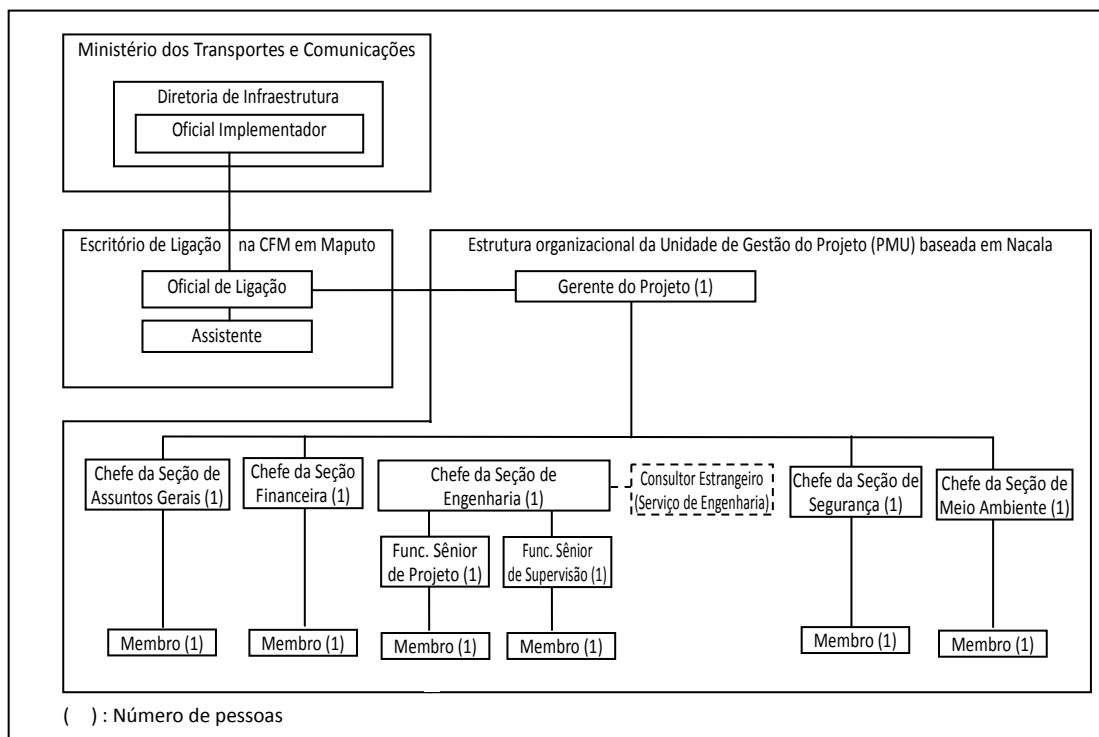 Ministério dos Transportes e Comunicações
Diretoria de Infraestrutura
Oficial Implementador
Escritório de Ligação na CFM em Maputo
Oficial de Ligação
Assistente
Estrutura organizacional da Unidade de Gestão do Projeto (PMU) baseada em Nacala
Gerente do Projeto (1)
Chefe da Seção de
Assuntos Gerais (1)
Chefe da Seção
Financeira (1)
Chefe da Seção de
Engenharia (1)
Consultor Estrangeiro
(Serviço de Engenharia)
Chefe da Seção de
Segurança (1)
Chefe da Seção de
Meio Ambiente (1)
Func. Sênior
de Projeto (1)
Func. Sênior
de Supervisão (1)
Membro (1)
Membro (1)
Membro (1)
Membro (1)
Membro (1)
Membro (1)
( ) : Número de pessoas